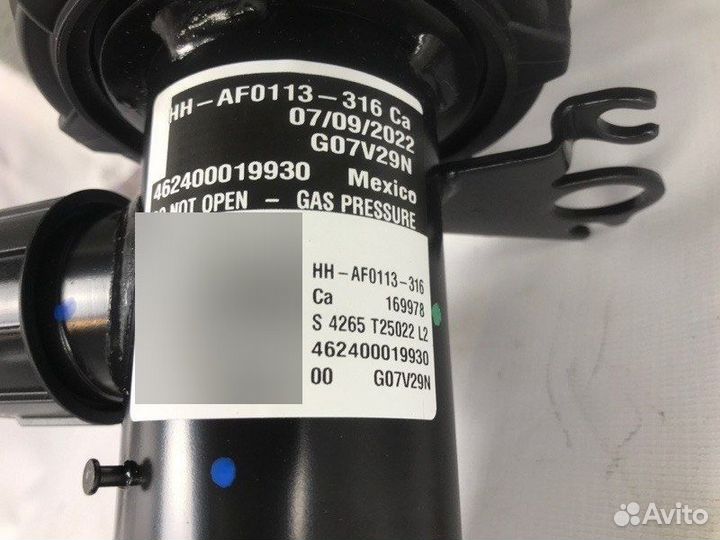 HH-AF0113-316 Ca
07/09/2022
G07V29N
462400019930 Mexico
NOT OPEN - GAS PRESSURE
HH-AF0113-316
Ca 169978
S 4265 T25022 L2
462400019930
00 G07V29N
Avito